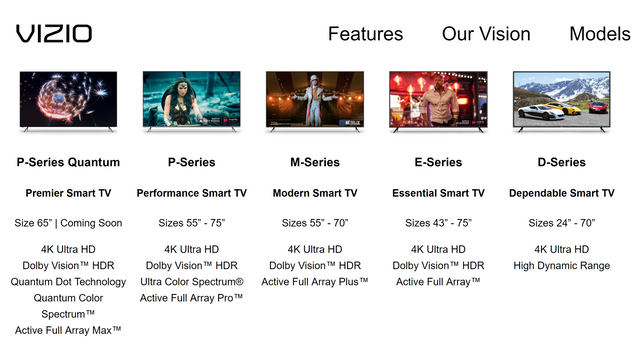 VIZIO
Features Our Vision Models
NETFLIX
P-Series Quantum
Premier Smart TV
Size 65” | Coming Soon
4K Ultra HD
Dolby Vision™ HDR
Quantum Dot Technology
Quantum Color
Spectrum™
Active Full Array Max™
P-Series
Performance Smart TV
Sizes 55” - 75”
4K Ultra HD
Dolby Vision™ HDR
Ultra Color Spectrum®
Active Full Array Pro™
M-Series
Modern Smart TV
Sizes 55” - 70”
4K Ultra HD
Dolby Vision™ HDR
Active Full Array Plus™
E-Series
Essential Smart TV
Sizes 43” - 75”
4K Ultra HD
Dolby Vision™ HDR
Active Full Array™
D-Series
Dependable Smart TV
Sizes 24” - 70”
4K Ultra HD
High Dynamic Range